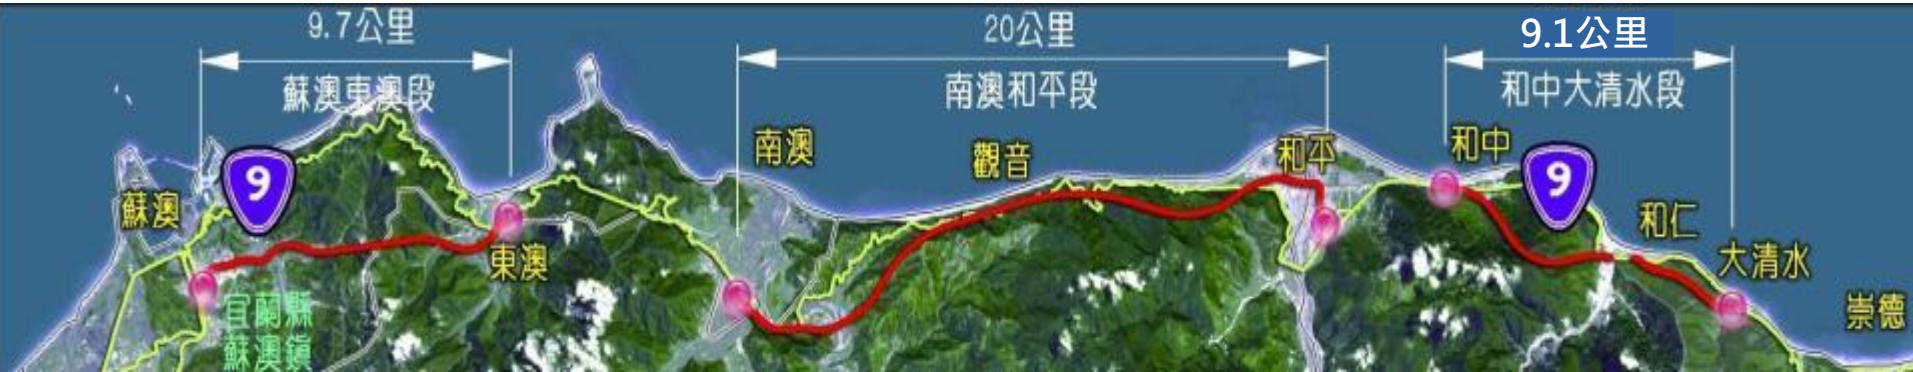 9.7公里
蘇澳東澳段
20公里
南澳和平段
9.1公里
和中大清水段
蘇澳
9
東澳
宜蘭縣
蘇澳鎮
南澳
觀音
和平
和中
9
和仁
大清水
崇德